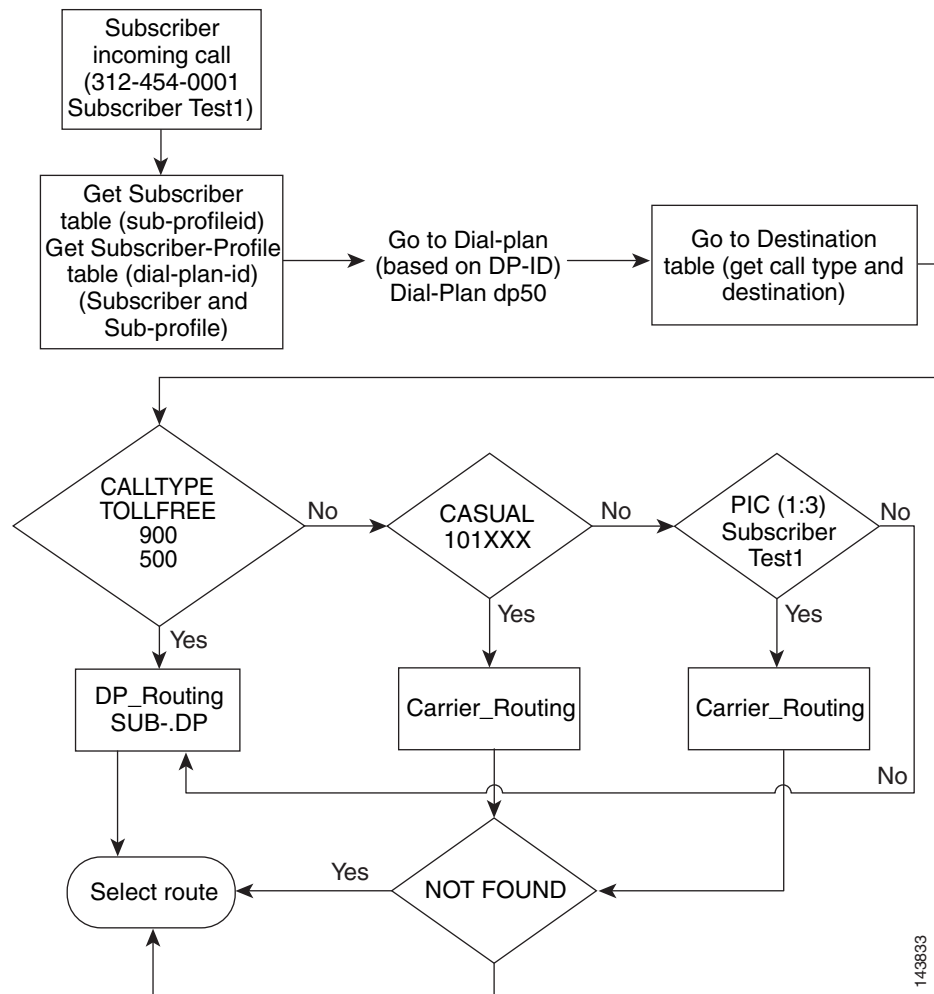 Subscriber
incoming call
(312-454-0001
Subscriber Test1)
Get Subscriber
table (sub-profileid)
Get Subscriber-Profile
table (dial-plan-id)
(Subscriber and
Sub-profile)
Go to Dial-plan
(based on DP-ID)
Dial-Plan dp50
Go to Destination
table (get call type and
destination)
CALLTYPE
TOLLFREE
900
500
No
CASUAL
101XXX
No
PIC (1:3)
Subscriber
Test1
No
Yes
Yes
Yes
DP_Routing
SUB-.DP
Carrier_Routing
Carrier_Routing
No
Select route
Yes
NOT FOUND
143833